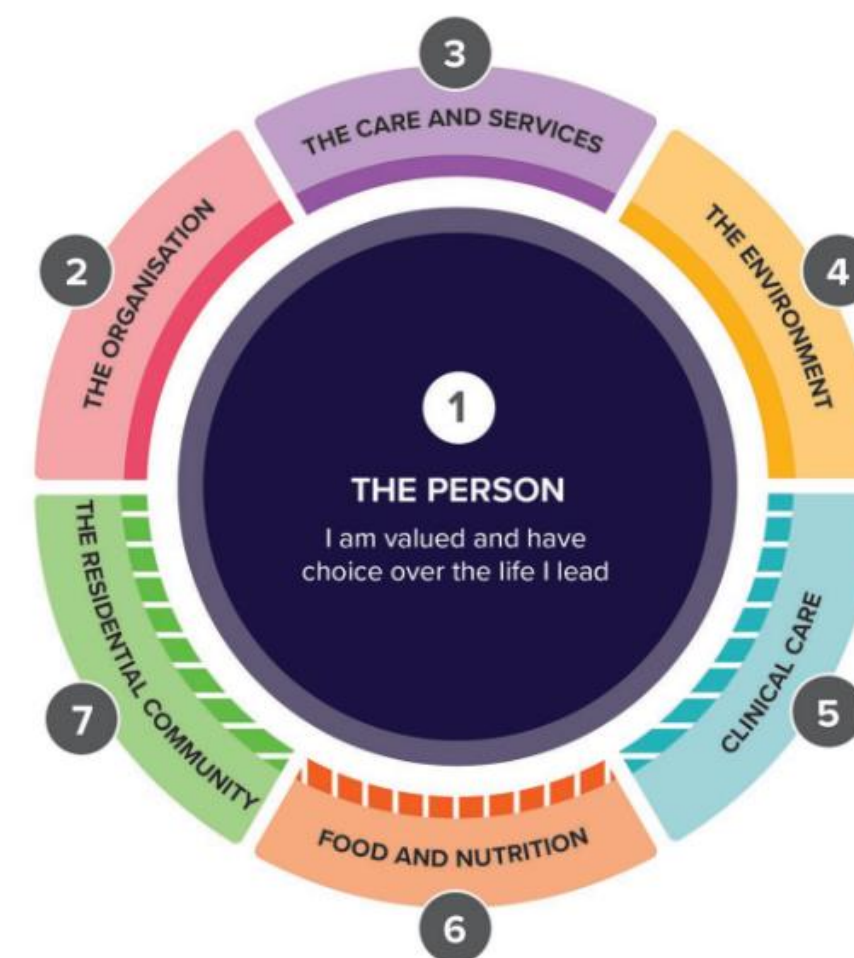 1
THE PERSON
I am valued and have
choice over the life I lead
2
THE ORGANISATION
3
THE CARE AND SERVICES
4
THE ENVIRONMENT
5
CLINICAL CARE
6
FOOD AND NUTRITION
7
THE RESIDENTIAL COMMUNITY